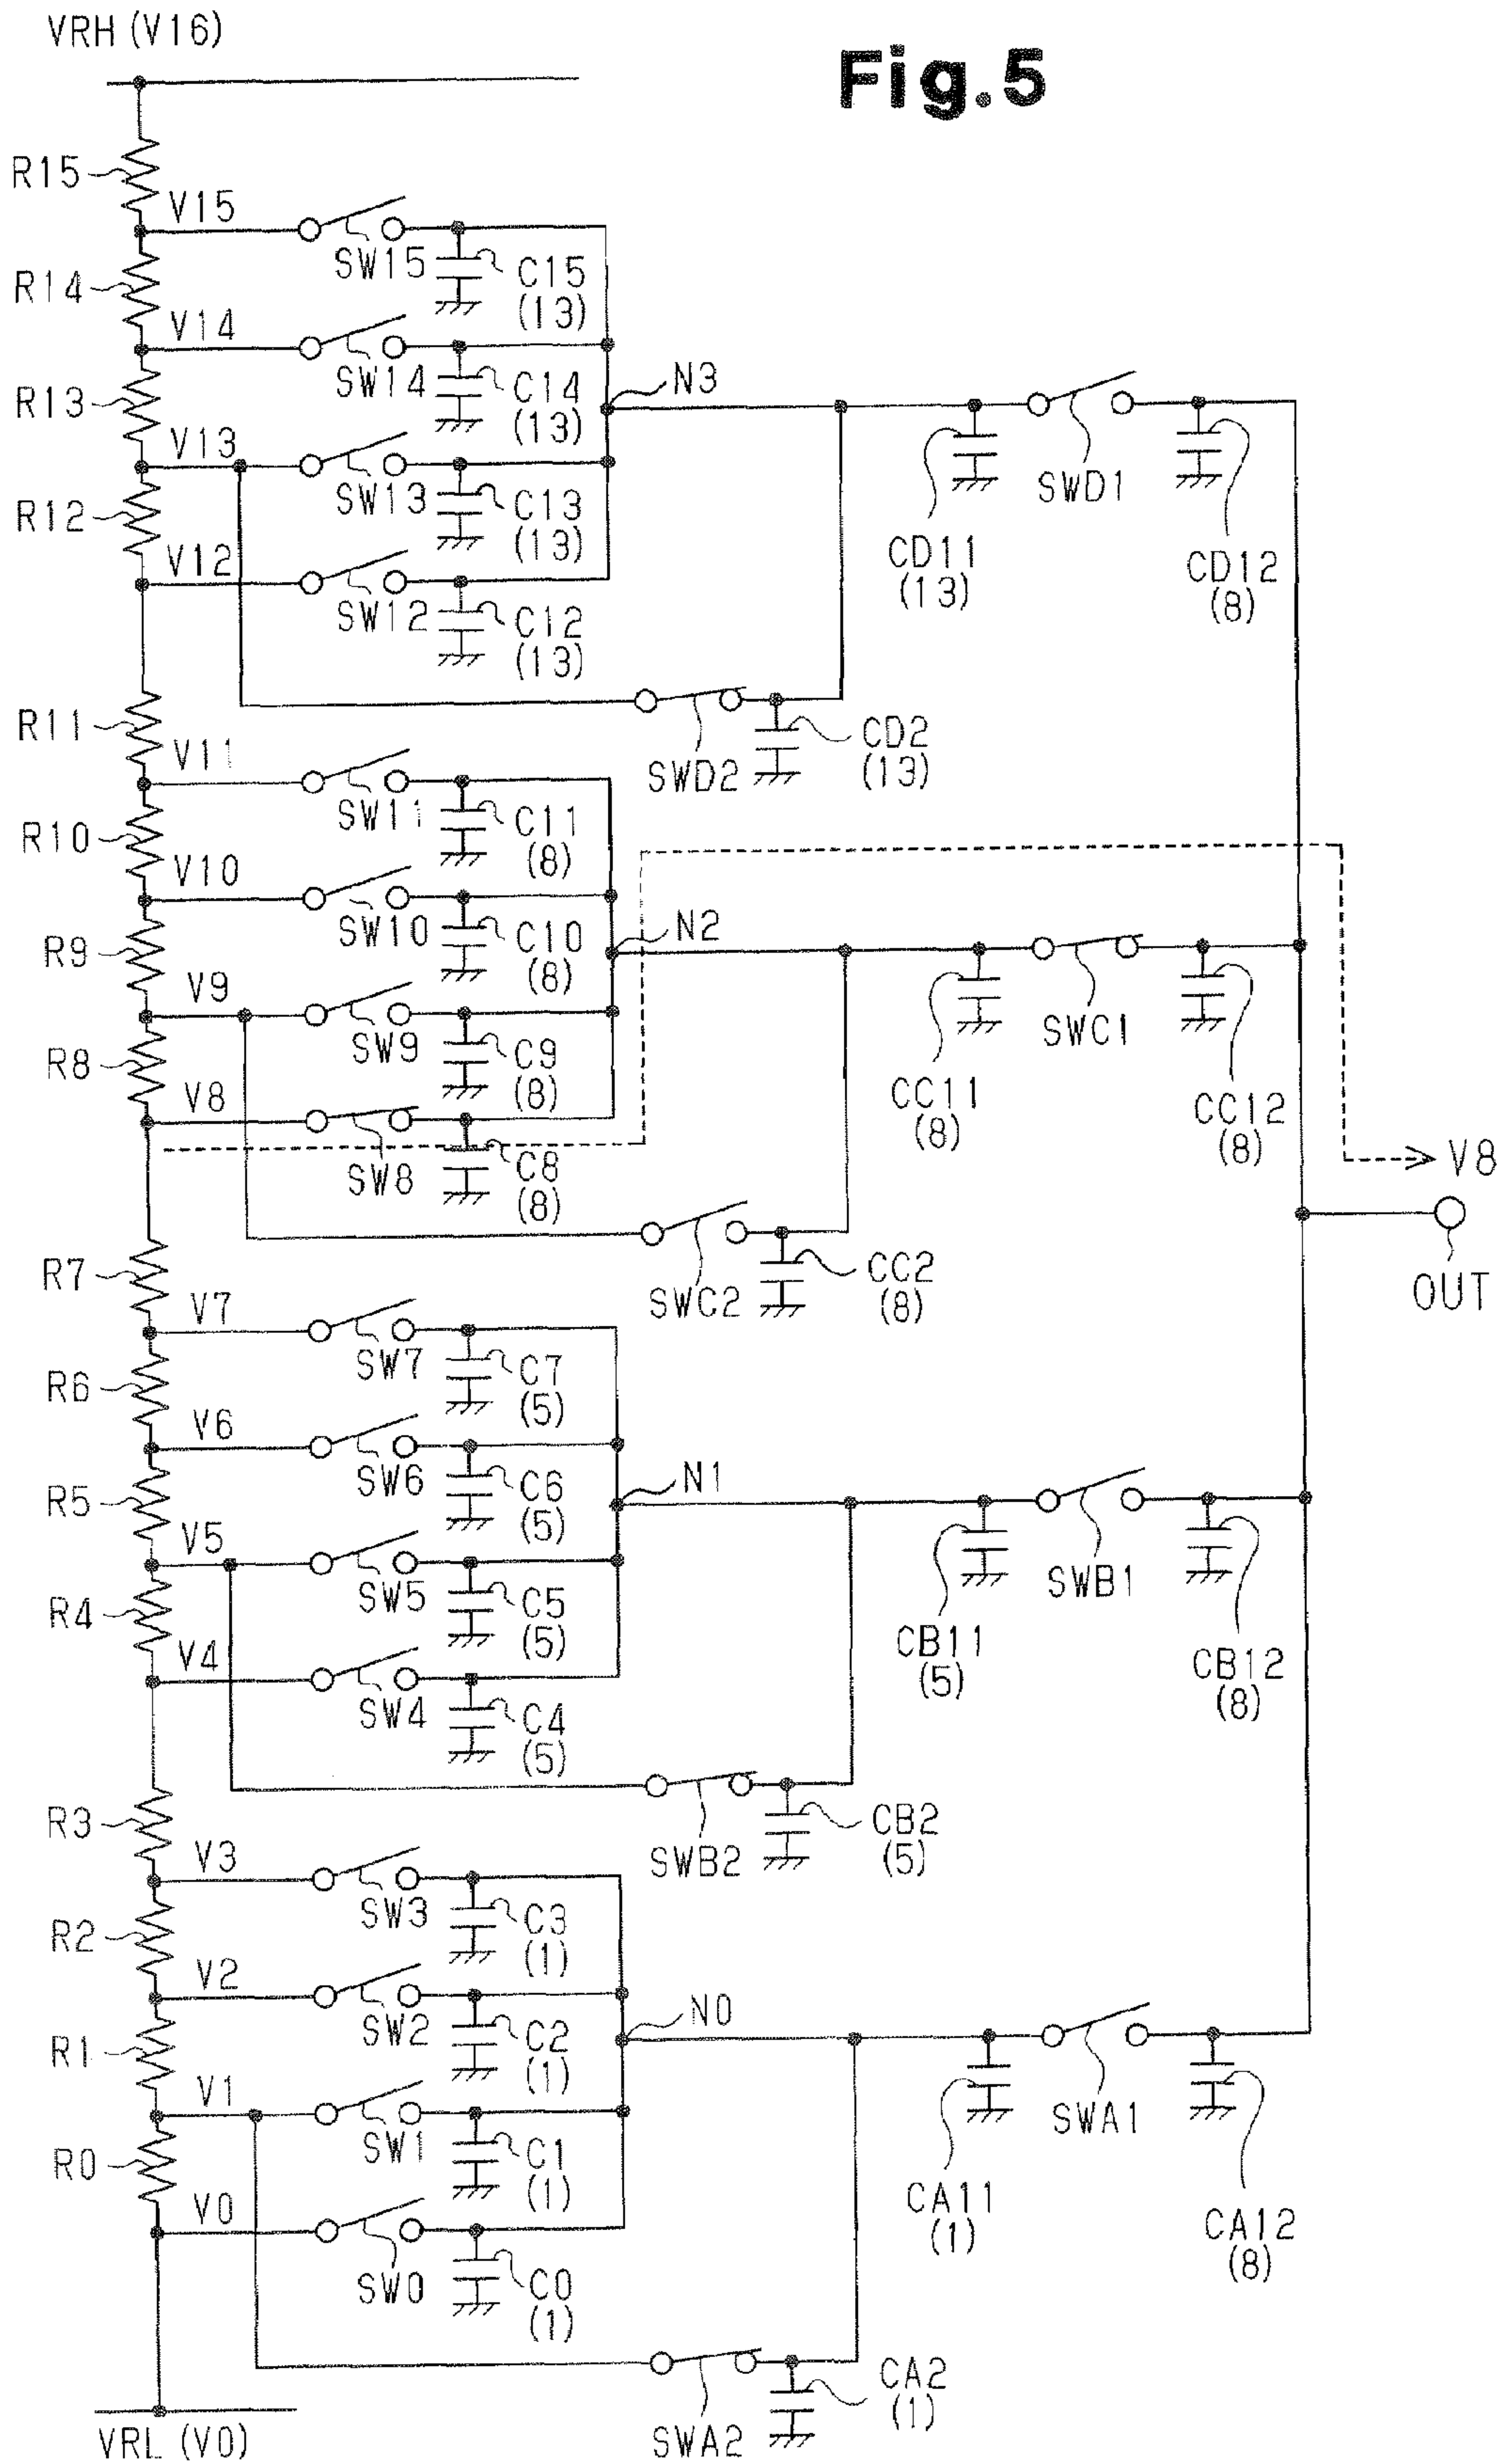 VRH (V16)
Fig.5
R15
V15
SW15
C15
(13)
R14
V14
SW14
C14
(13)
N3
R13
V13
SW13
C13
(13)
SWD1
R12
CD11
(13)
CD12
(8)
V12
SW12
C12
(13)
R11
V11
SWD2
CD2
(13)
SW11
C11
(8)
R10
V10
SW10
C10
(8)
N2
R9
V9
SW9
C9
(8)
SWC1
R8
CC11
(8)
CC12
(8)
V8
SW8
C8
(8)
V8
R7
SWC2
CC2
(8)
OUT
V7
SW7
C7
(5)
R6
V6
SW6
C6
(5)
N1
R5
V5
SW5
C5
(5)
SWB1
R4
CB11
(5)
CB12
(8)
V4
SW4
C4
(5)
R3
SWB2
CB2
(5)
V3
SW3
C3
(1)
R2
V2
SW2
C2
(1)
N0
R1
V1
SW1
C1
(1)
SWA1
R0
CA11
(1)
CA12
(8)
V0
SW0
C0
(1)
SWA2
CA2
(1)
VRL (V0)